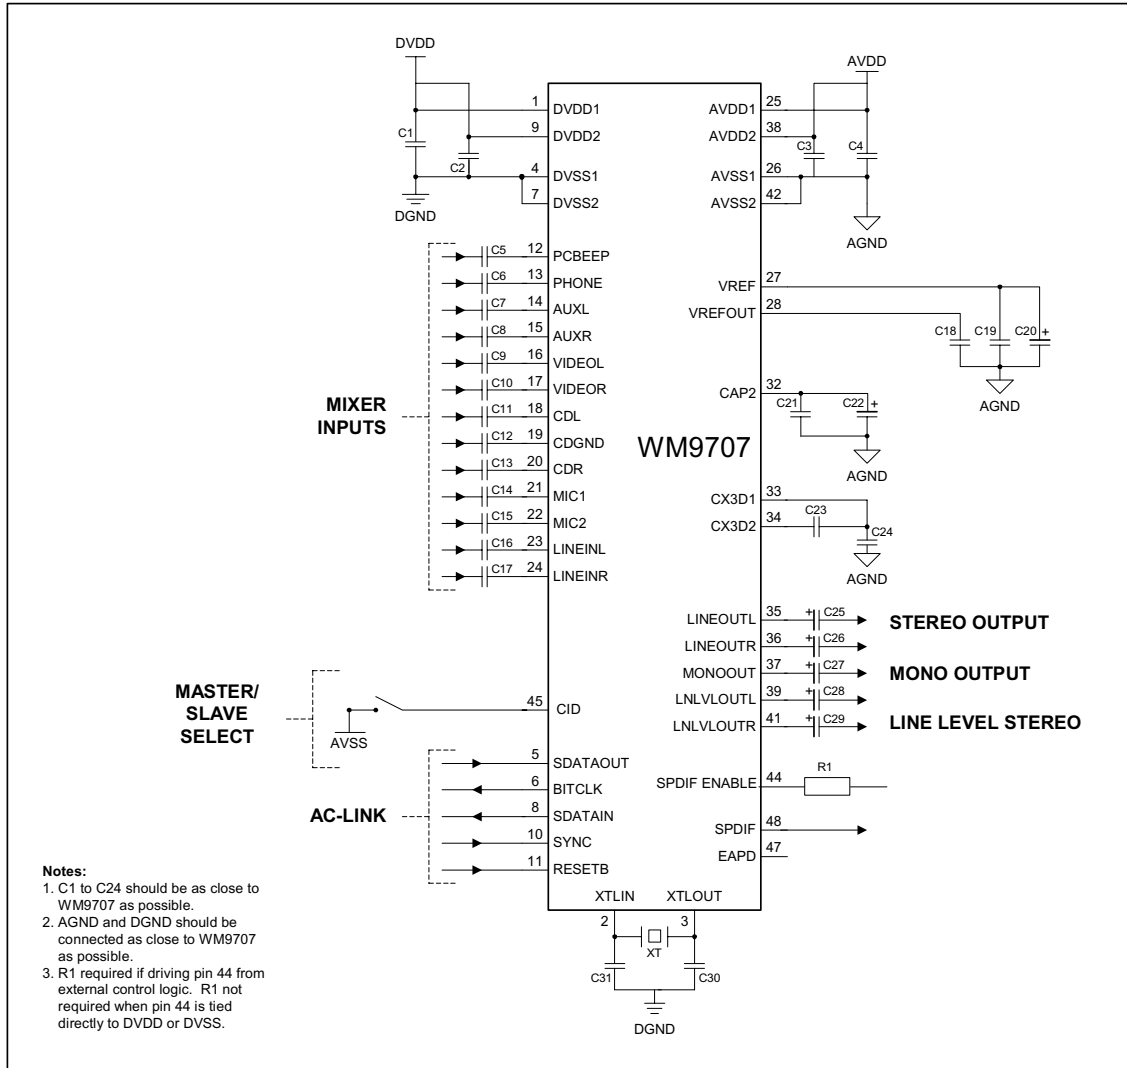 DVDD
AVDD
1
DVDD1
AVDD1
25
9
DVDD2
AVDD2
38
C1
C2
C3
C4
4
DVSS1
AVSS1
26
7
DVSS2
AVSS2
42
DGND
AGND
MIXER
INPUTS
C5
12
PCBEEP
C6
13
PHONE
C7
14
AUXL
C8
15
AUXR
C9
16
VIDEOL
C10
17
VIDEOR
C11
18
CDL
C12
19
CDGND
C13
20
CDR
C14
21
MIC1
C15
22
MIC2
C16
23
LINEINL
C17
24
LINEINR
WM9707
VREF
27
VREFOUT
28
C18
C19
C20
+
AGND
CAP2
32
C21
C22
+
AGND
CX3D1
33
CX3D2
34
C23
C24
AGND
LINEOUTL
35
+
C25
STEREO OUTPUT
LINEOUTR
36
+
C26
MONOOUT
37
+
C27
MONO OUTPUT
LNLVLOUTL
39
+
C28
LNLVLOUTR
41
+
C29
LINE LEVEL STEREO
MASTER/
SLAVE
SELECT
AVSS
45
CID
AC-LINK
5
SDATAOUT
6
BITCLK
8
SDATAIN
10
SYNC
11
RESETB
SPDIF ENABLE
44
R1
SPDIF
48
EAPD
47
XTLIN
XTLOUT
2
3
XT
C31
C30
DGND
Notes:
1. C1 to C24 should be as close to
WM9707 as possible.
2. AGND and DGND should be
connected as close to WM9707
as possible.
3. R1 required if driving pin 44 from
external control logic. R1 not
required when pin 44 is tied
directly to DVDD or DVSS.